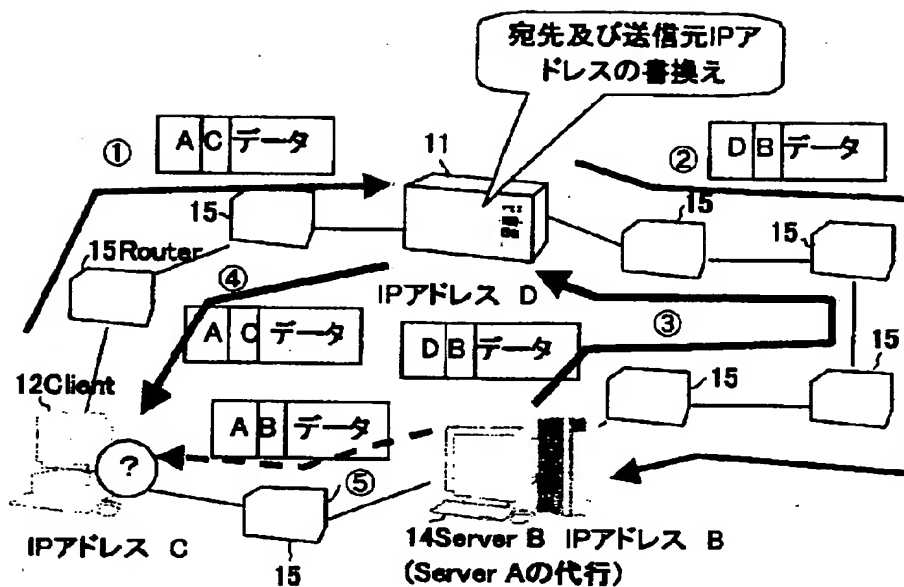 宛先及び送信元IPア
ドレスの書換え
① A C データ
11
② D B データ
15
15
15
15Router
④
IPアドレス D
A C データ
③
D B データ
15
15
12Client
A B データ
?
⑤
14Server B IPアドレス B
(Server Aの代行)
IPアドレス C
15